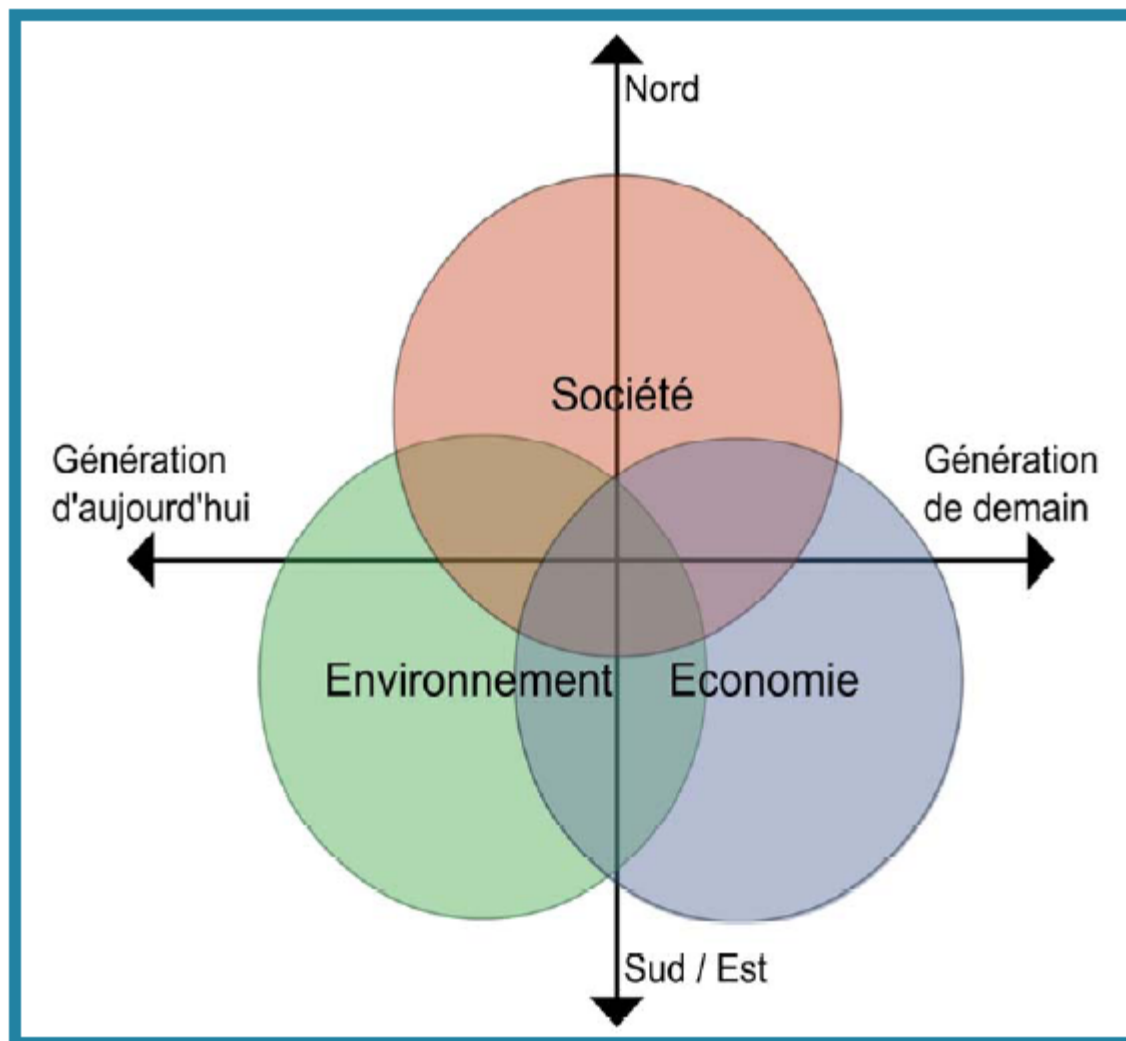 Nord
Société
Génération
d'aujourd'hui
Génération
de demain
Environnement
Economie
Sud / Est